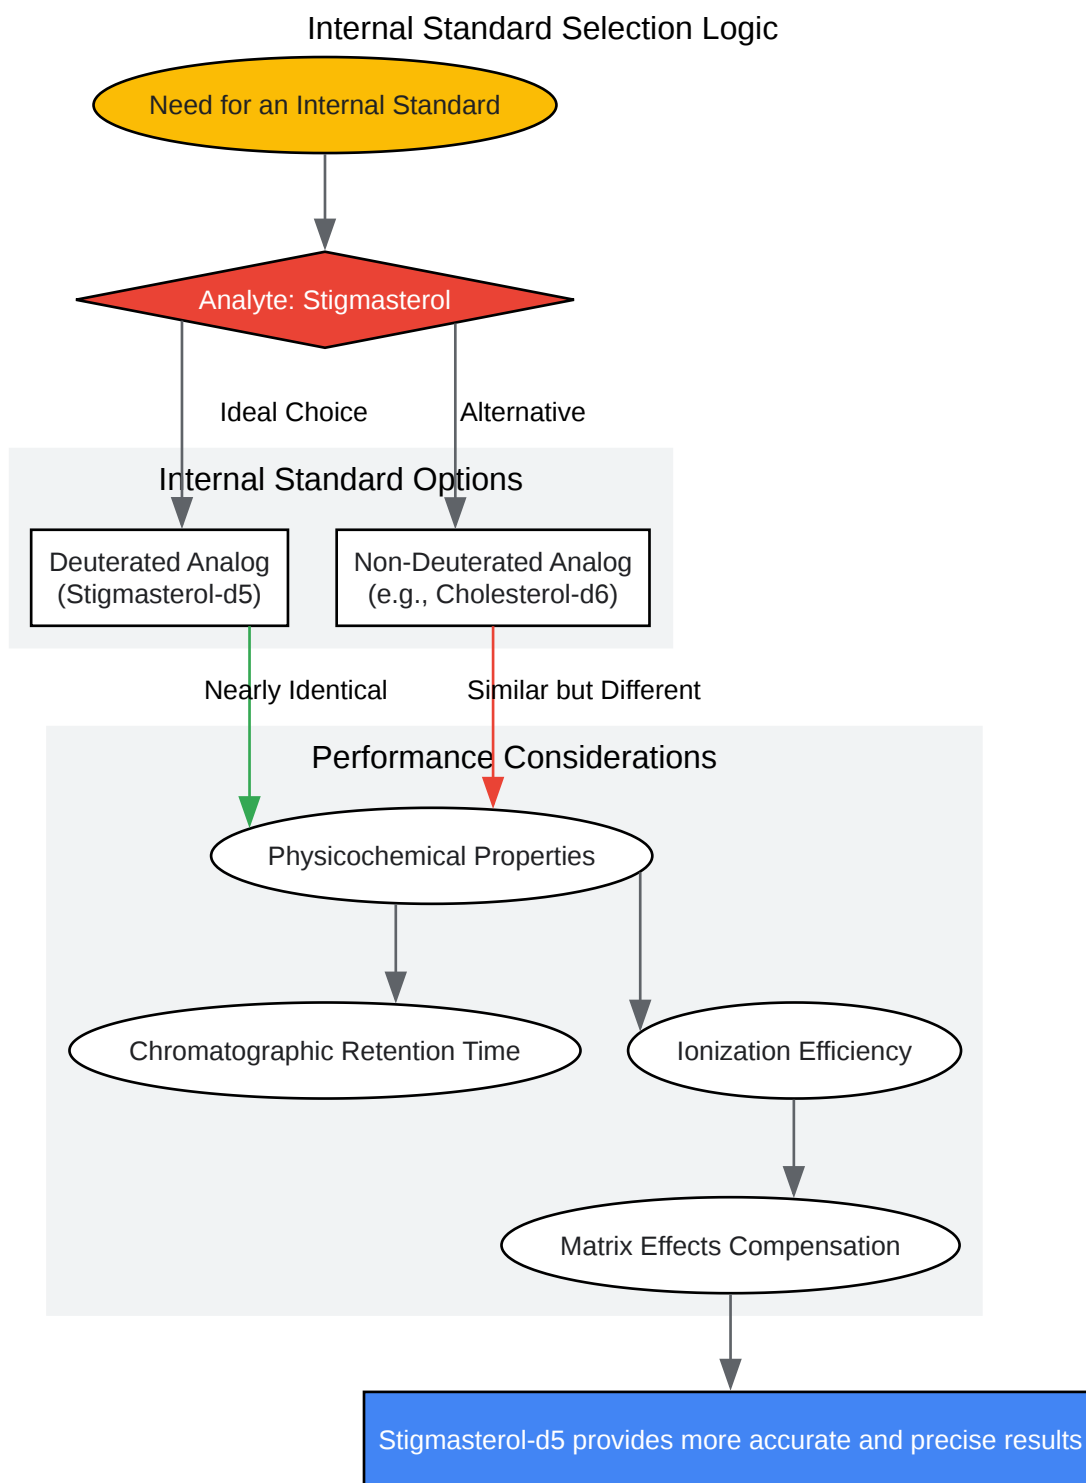 Internal Standard Selection Logic
Need for an Internal Standard
Analyte: Stigmasterol
Ideal Choice
Alternative
Internal Standard Options
Deuterated Analog
(Stigmasterol-d5)
Non-Deuterated Analog
(e.g., Cholesterol-d6)
Nearly Identical
Similar but Different
Performance Considerations
Physicochemical Properties
Chromatographic Retention Time
Ionization Efficiency
Matrix Effects Compensation
Stigmasterol-d5 provides more accurate and precise results